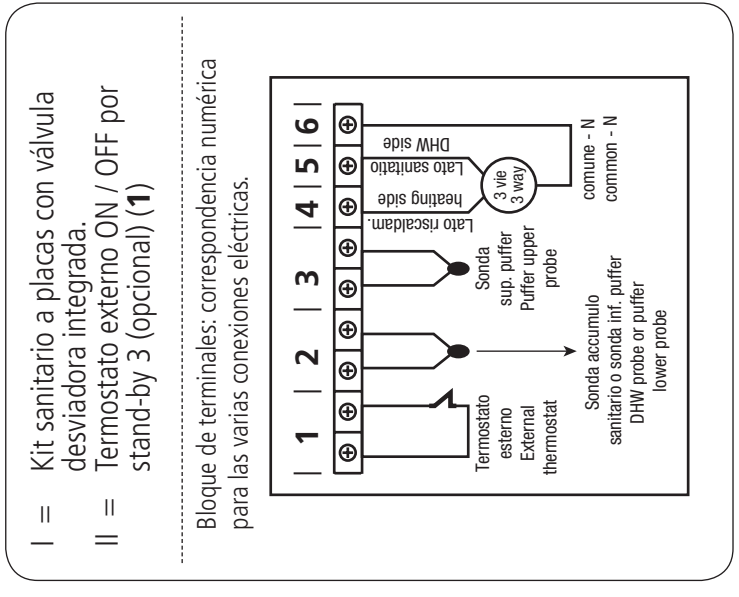 I = Kit sanitario a placas con válvula
desviadora integrada.
II = Termostato externo ON / OFF por
stand-by 3 (opcional) (1)
Bloque de terminales: correspondencia numérica
para las varias conexiones eléctricas.
1 2 3 4 5 6
Termostato
esterno
External
thermostat
Sonda accumulo
sanitario o sonda inf. puffer
DHW probe or puffer
lower probe
Sonda
sup. puffer
Puffer upper
probe
Lato riscaldam.
heating side
Lato sanitatio
DHW side
3 vie
3 way
comune - N
common - N